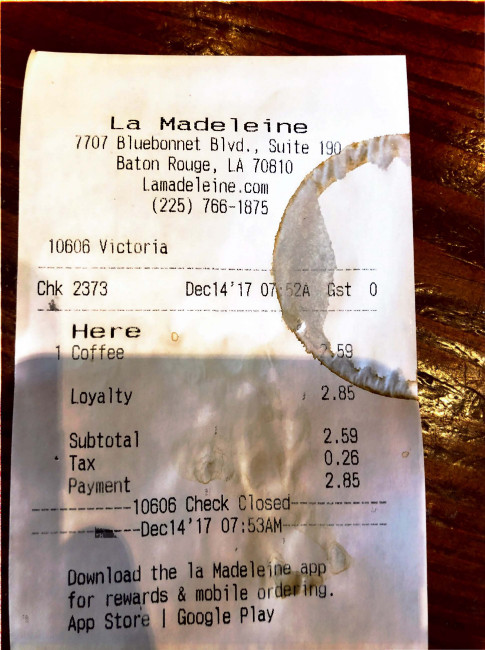 La Madeleine
7707 Bluebonnet Blvd., Suite 190
Baton Rouge, LA 70810
Lamadeleine.com
(225) 766-1875
10606 Victoria
Chk 2373 Dec14'17 07:52A Gst 0
Here
1 Coffee 2.59
Loyalty 2.85
Subtotal 2.59
Tax 0.26
Payment 2.85
10606 Check Closed
Dec14'17 07:53AM
Download the la Madeleine app
for rewards & mobile ordering.
App Store | Google Play